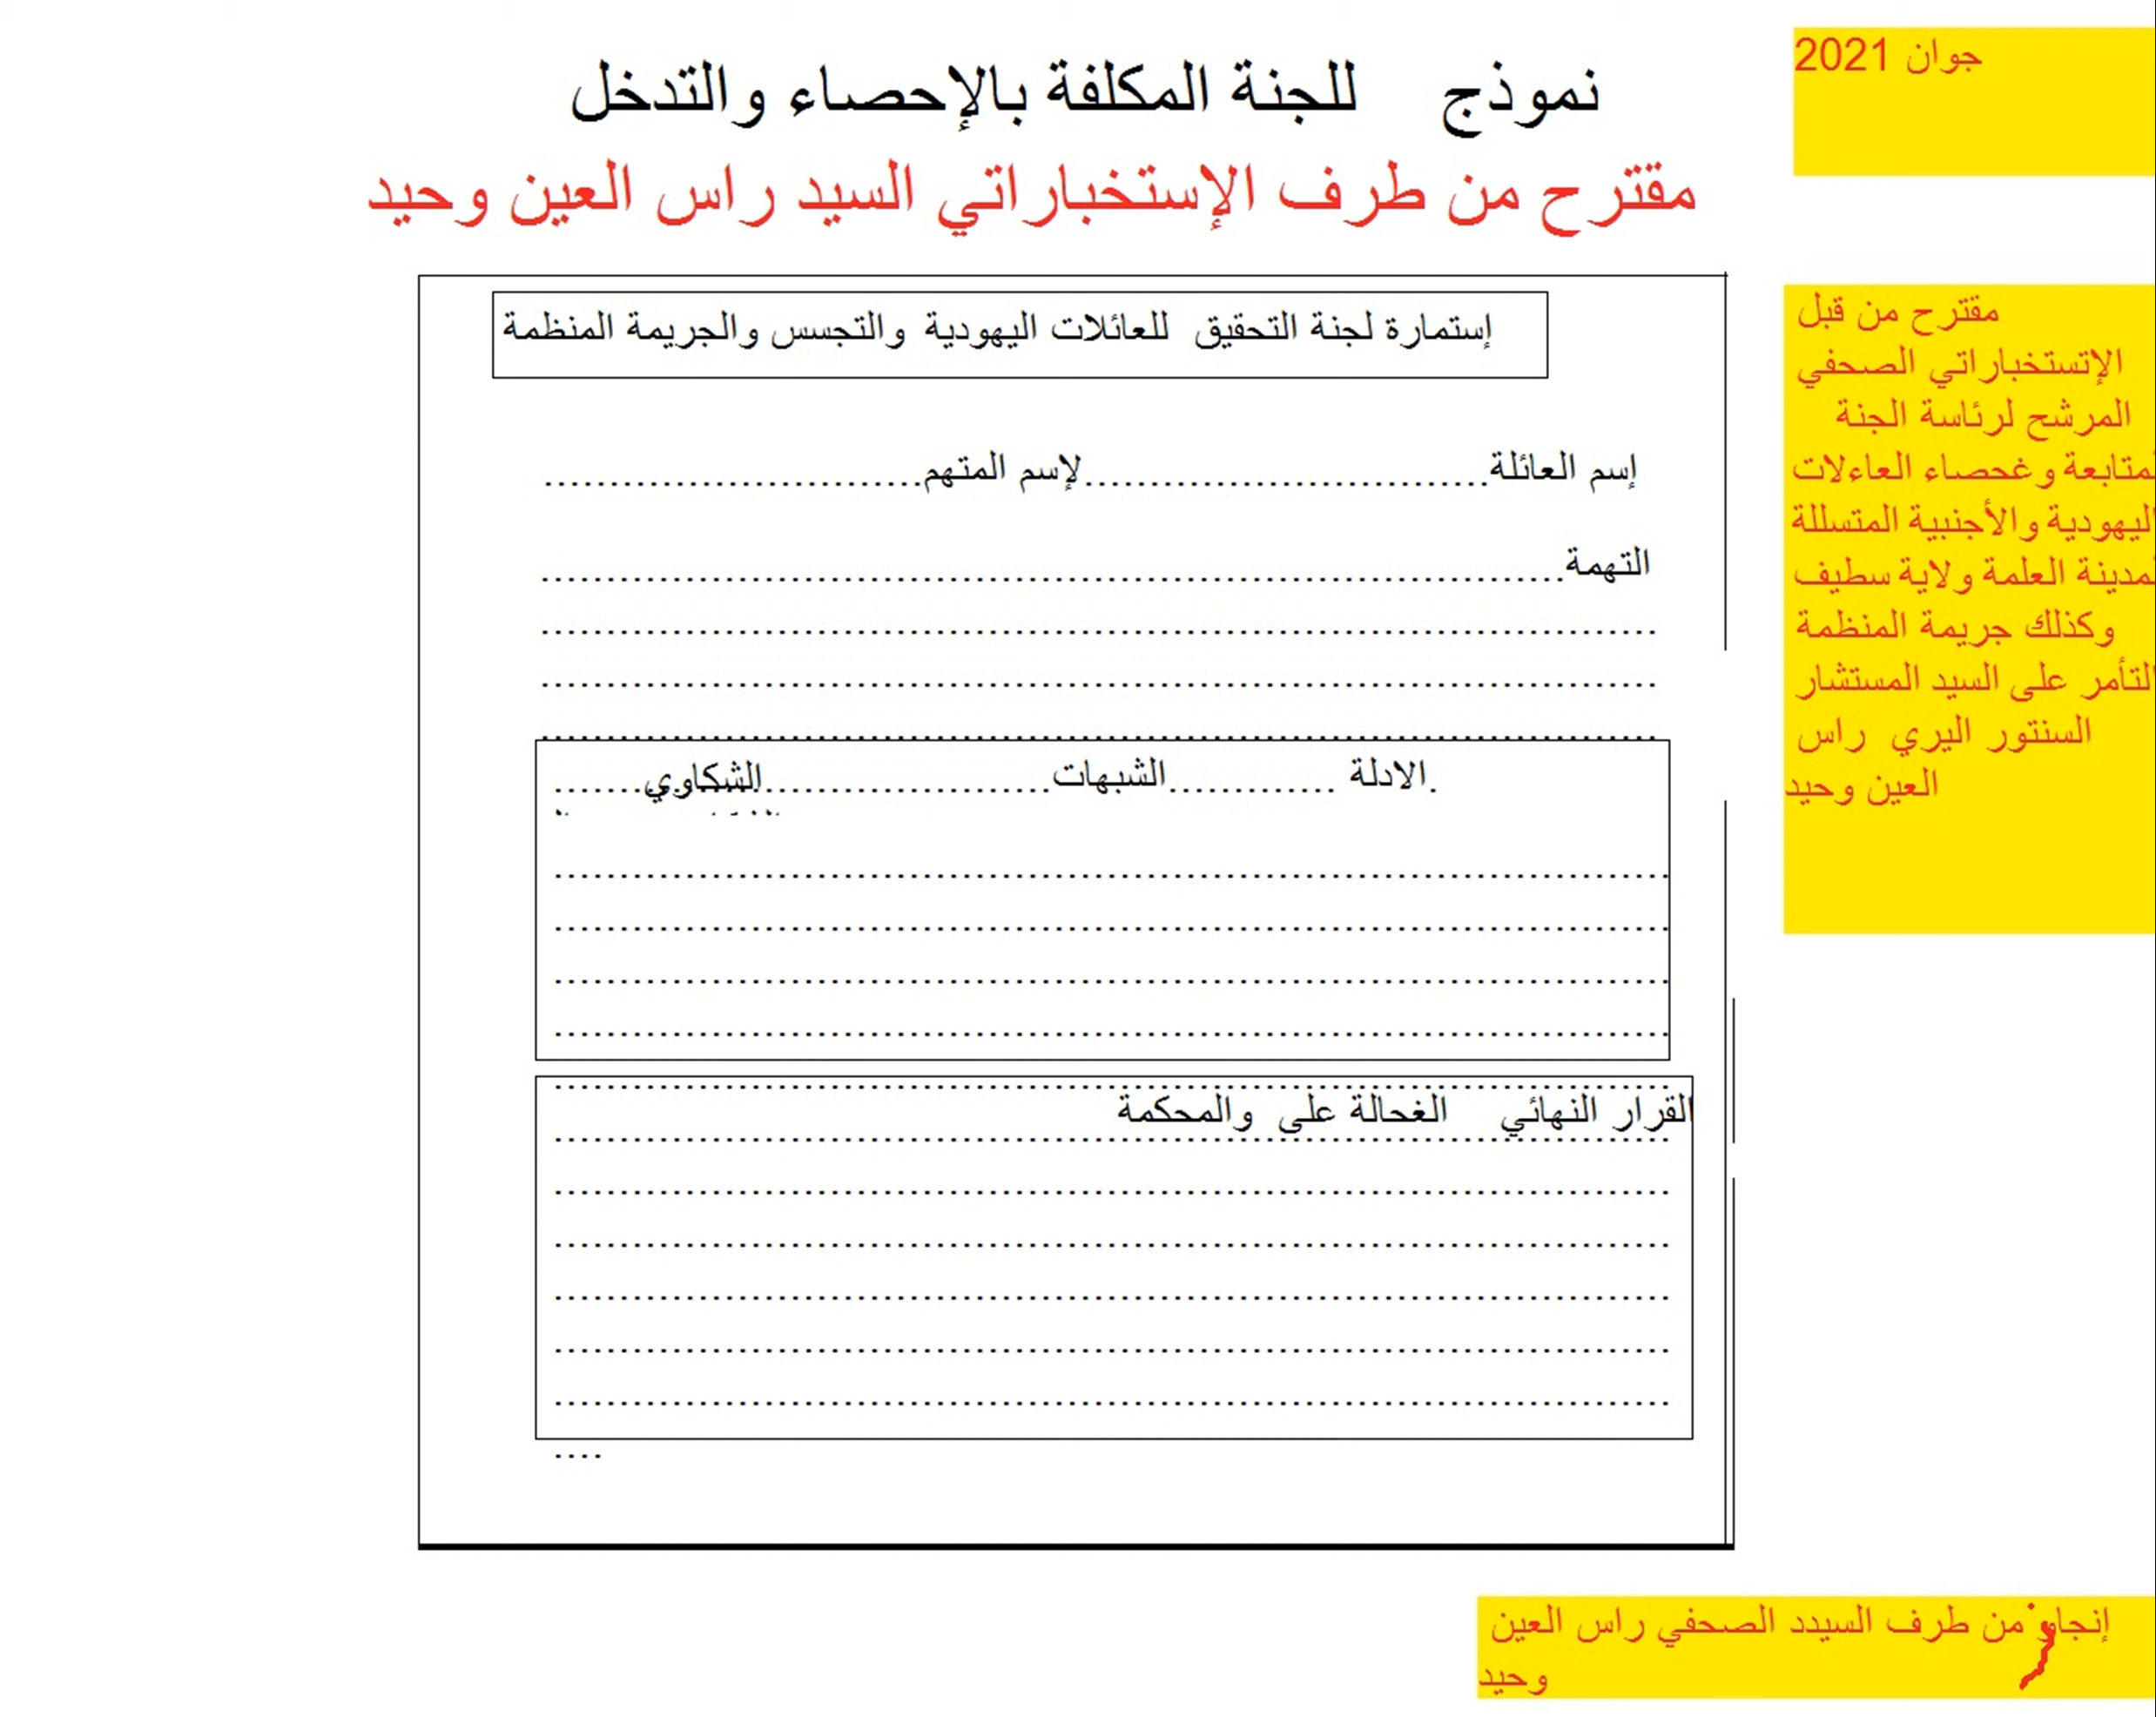 جوان 2021
نموذج للجنة المكلفة بالإحصاء والتدخل
مقترح من طرف الإستخباراتي السيد راس العين وحيد
إستمارة لجنة التحقيق للعائلات اليهودية والتجسس والجريمة المنظمة
إسم العائلة...............................لإسم المتهم.............................
التهمة...............................................................................
......................................................................................
......................................................................................
......................................................................................
.الادلة .............الشبهات.....................الشكاوي.......
......................................................................................
......................................................................................
......................................................................................
......................................................................................
......................................................................................
القرار النهائي الغحالة على والمحكمة
......................................................................................
......................................................................................
......................................................................................
......................................................................................
......................................................................................
......................................................................................
....
مقترح من قبل
الإتستخباراتي الصحفي
المرشح لرئاسة الجنة
لمتابعة وغحصاء العاءلات
اليهودية والأجنبية المتسللة
لمدينة العلمة ولاية سطيف
وكذلك جريمة المنظمة
التأمر على السيد المستشار
السنتور اليري راس
العين وحيد
إنجاز من طرف السيدد الصحفي راس العين
وحيد